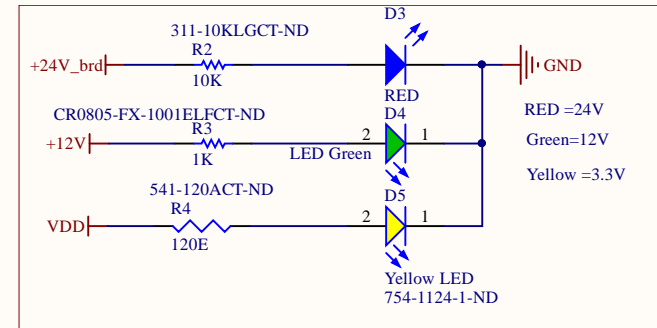 D3
311-10KLGCT-ND
R2
+24V_brd
GND
10K
RED
D4
RED =24V
CR0805-FX-1001ELFCT-ND
R3
+12V
2
1
Green=12V
1K
LED Green
Yellow =3.3V
541-120ACT-ND
D5
R4
2
1
VDD
120E
Yellow LED
754-1124-1-ND